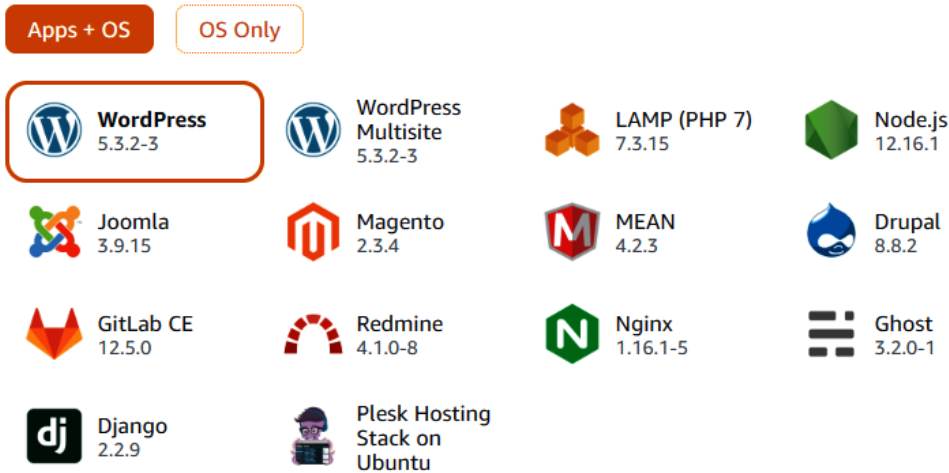 Apps + OS
OS Only
WordPress
5.3.2-3
WordPress
Multisite
5.3.2-3
LAMP (PHP 7)
7.3.15
Node.js
12.16.1
Joomla
3.9.15
Magento
2.3.4
MEAN
4.2.3
Drupal
8.8.2
GitLab CE
12.5.0
Redmine
4.1.0-8
Nginx
1.16.1-5
Ghost
3.2.0-1
dj
Django
2.2.9
Plesk Hosting
Stack on
Ubuntu